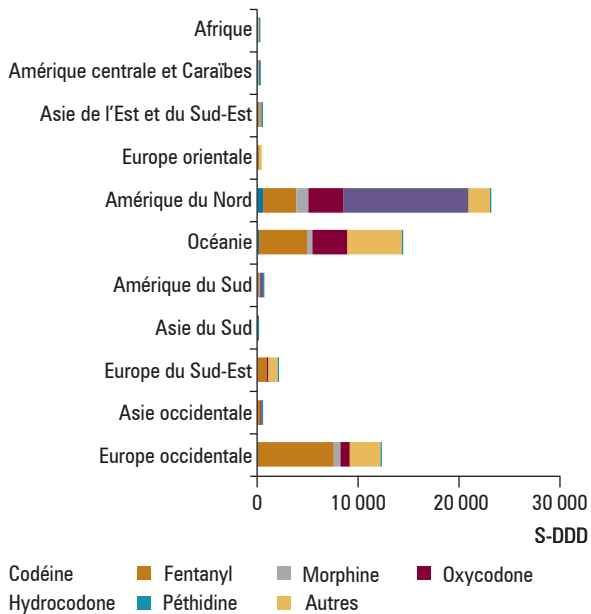 Afrique
Amérique centrale et Caraïbes
Asie de l'Est et du Sud-Est
Europe orientale
Amérique du Nord
Océanie
Amérique du Sud
Asie du Sud
Europe du Sud-Est
Asie occidentale
Europe occidentale
0 10 000 20 000 30 000
S-DDD
Codéine Fentanyl Morphine Oxycodone
Hydrocodone Péthidine Autres